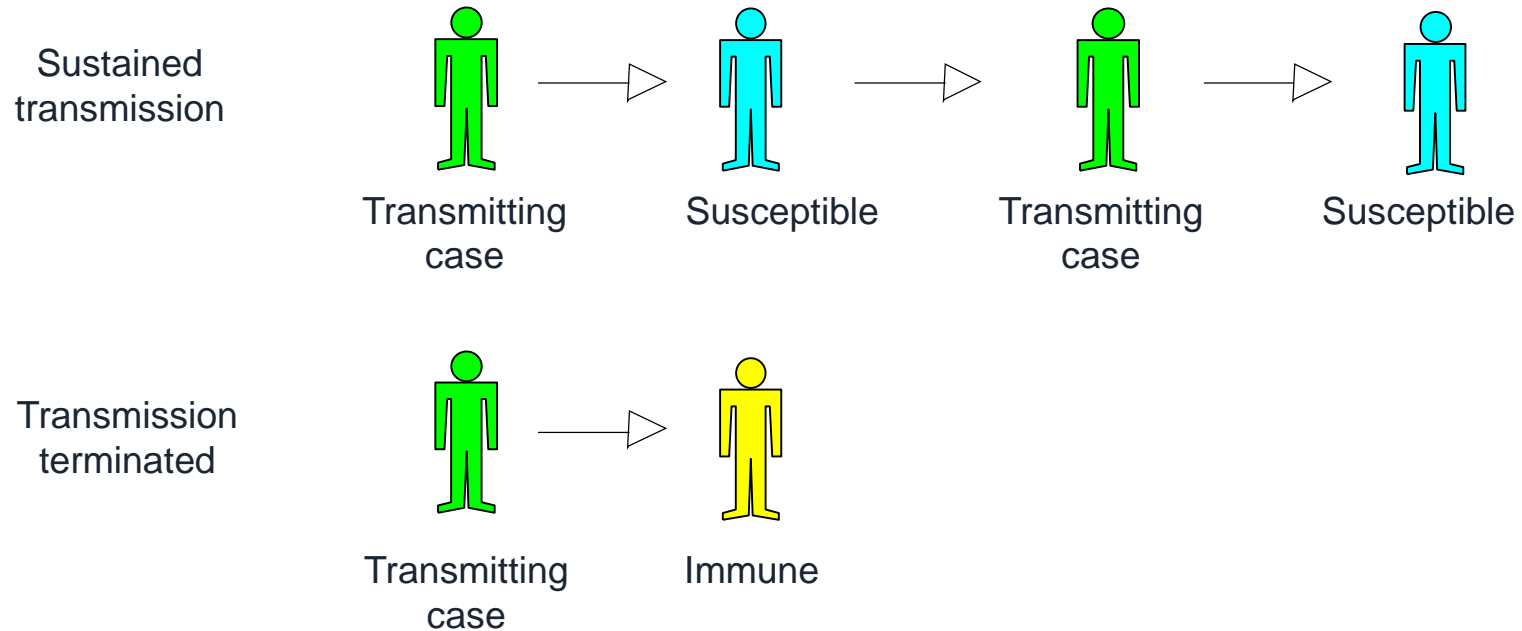 Sustained
transmission
Transmitting
case
Susceptible
Transmitting
case
Susceptible
Transmission
terminated
Transmitting
case
Immune